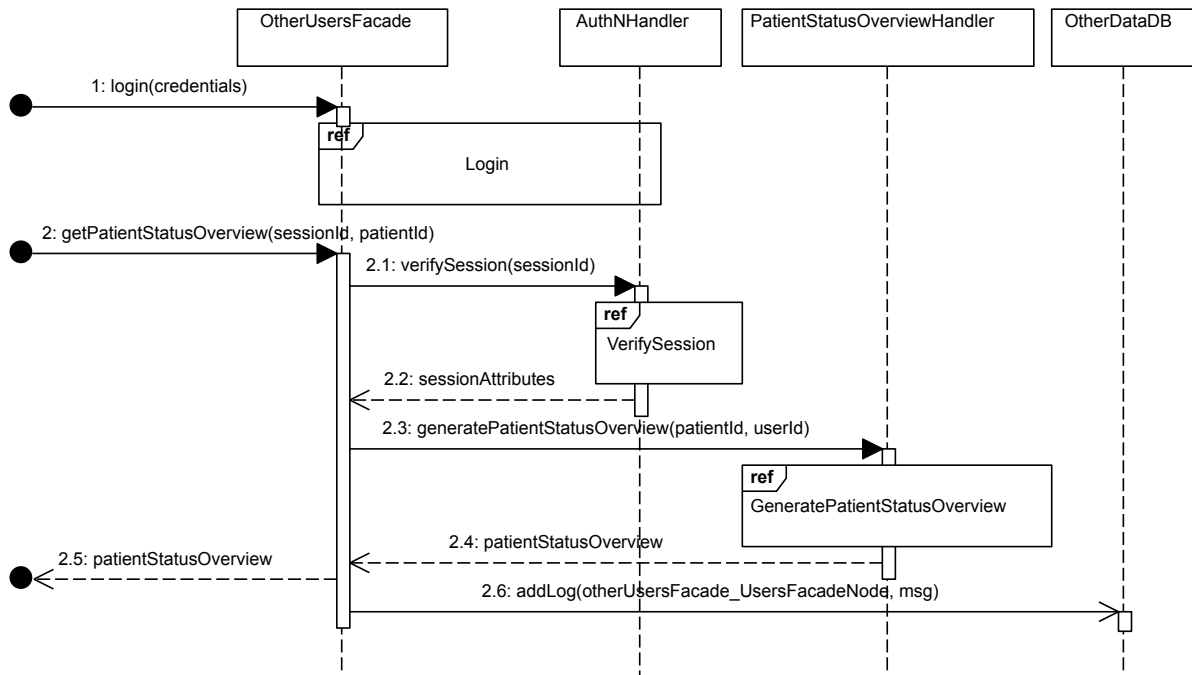 OtherUsersFacade
AuthNHandler
PatientStatusOverviewHandler
OtherDataDB
1: login(credentials)
ref
Login
2: getPatientStatusOverview(sessionId, patientId)
2.1: verifySession(sessionId)
ref
VerifySession
2.2: sessionAttributes
2.3: generatePatientStatusOverview(patientId, userId)
ref
GeneratePatientStatusOverview
2.4: patientStatusOverview
2.5: patientStatusOverview
2.6: addLog(otherUsersFacade_UsersFacadeNode, msg)